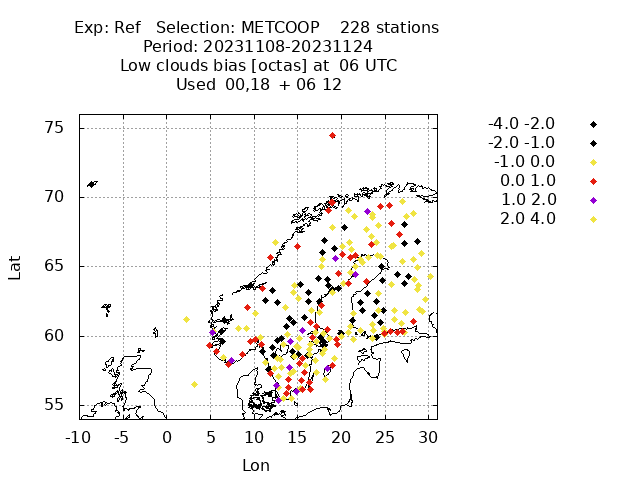 Exp: Ref   Selection: METCOOP    228 stations
Period: 20231108-20231124
Low clouds bias [octas] at  06 UTC
Used  00,18  + 06 12
75
70
65
60
55
-10 -5 0 5 10 15 20 25 30
Lat
Lon
-4.0 -2.0
-2.0 -1.0
-1.0 0.0
0.0 1.0
1.0 2.0
2.0 4.0